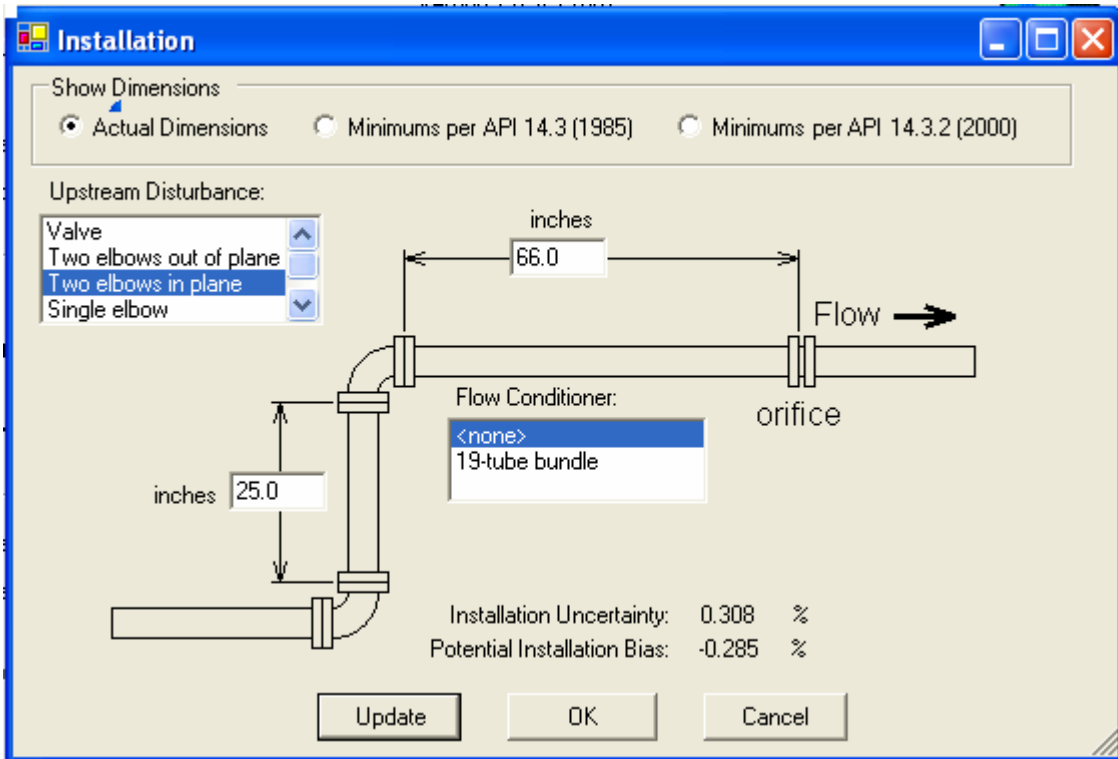 Installation
Show Dimensions
Actual Dimensions
Minimums per API 14.3 (1985)
Minimums per API 14.3.2 (2000)
Upstream Disturbance:
Valve
Two elbows out of plane
Two elbows in plane
Single elbow
inches
66.0
Flow
orifice
Flow Conditioner:
<none>
19-tube bundle
inches 25.0
Installation Uncertainty: 0.308 %
Potential Installation Bias: -0.285 %
Update
OK
Cancel